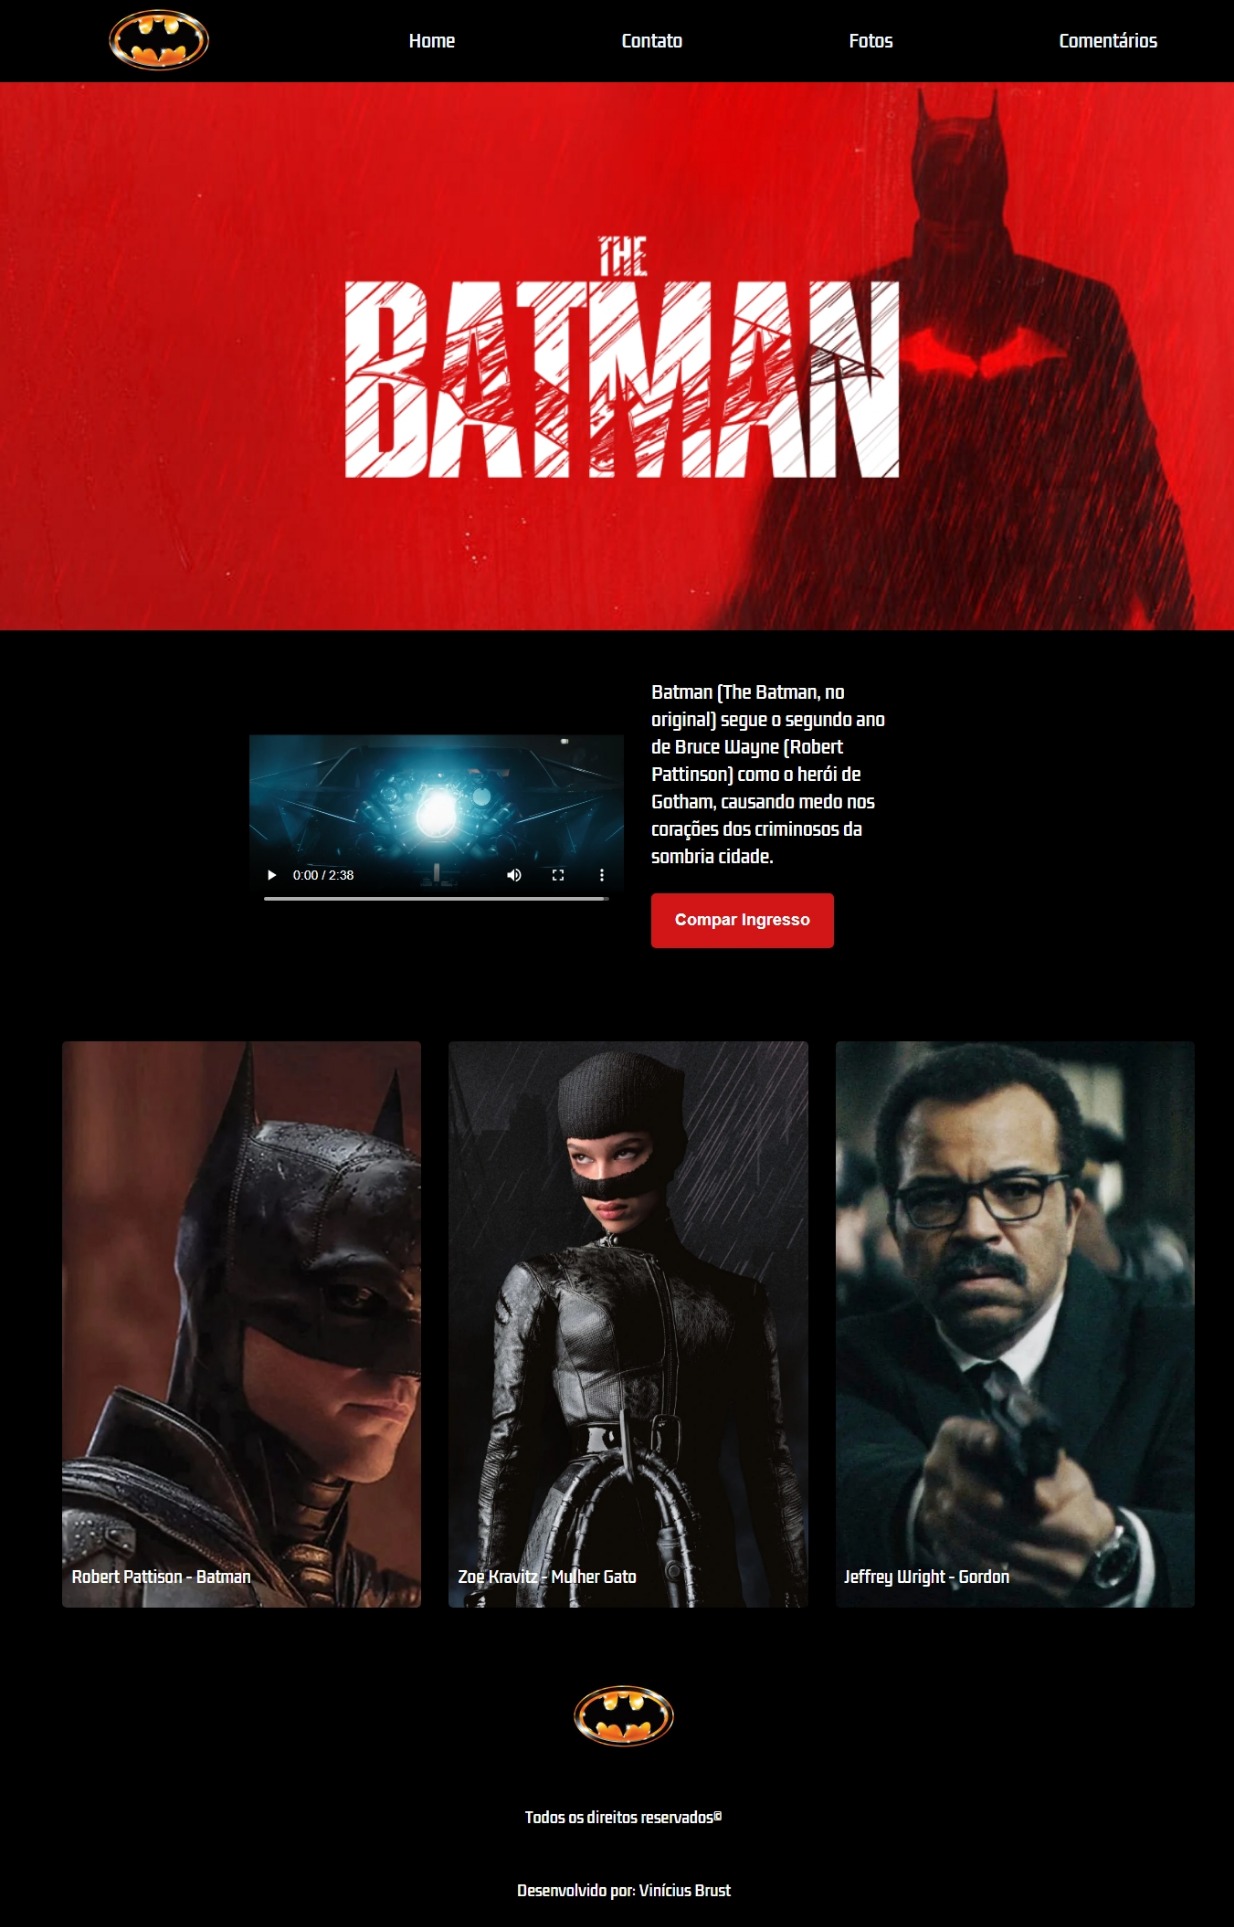 Home
Contato
Fotos
Comentários
THE
BATMAN
Batman (The Batman, no
original) segue o segundo ano
de Bruce Wayne (Robert
Pattinson) como o herói de
Gotham, causando medo nos
corações dos criminosos da
sombria cidade.
0:00 / 2:38
Compar Ingresso
Robert Pattison - Batman
Zoe Kravitz - Mulher Gato
Jeffrey Wright - Gordon
Todos os direitos reservados©
Desenvolvido por: Vinícius Brust